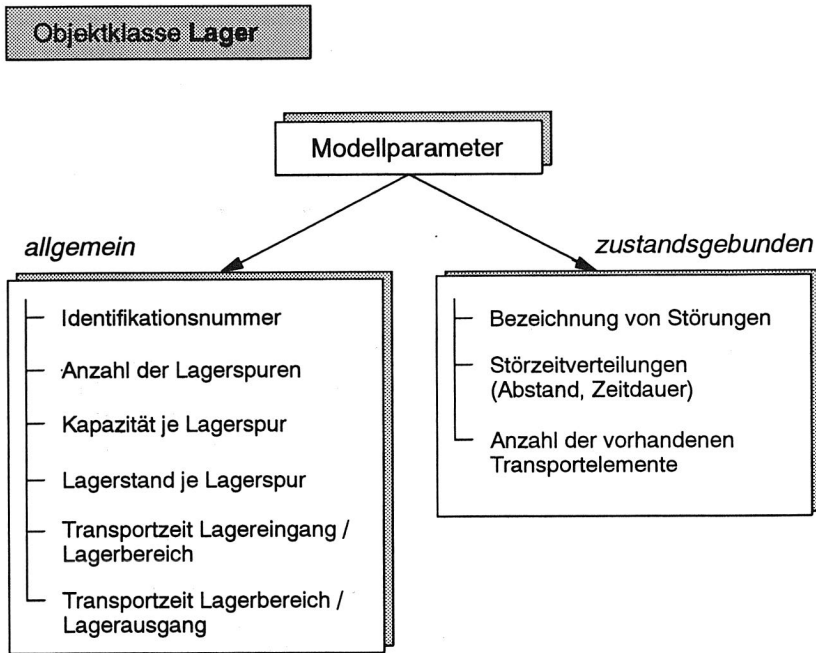 Objektklasse Lager
Modellparameter
allgemein
Identifikationsnummer
Anzahl der Lagerspuren
Kapazität je Lagerspur
Lagerstand je Lagerspur
Transportzeit Lagereingang /
Lagerbereich
Transportzeit Lagerbereich /
Lagerausgang
zustandsgebunden
Bezeichnung von Störungen
Störzeitverteilungen
(Abstand, Zeitdauer)
Anzahl der vorhandenen
Transportelemente